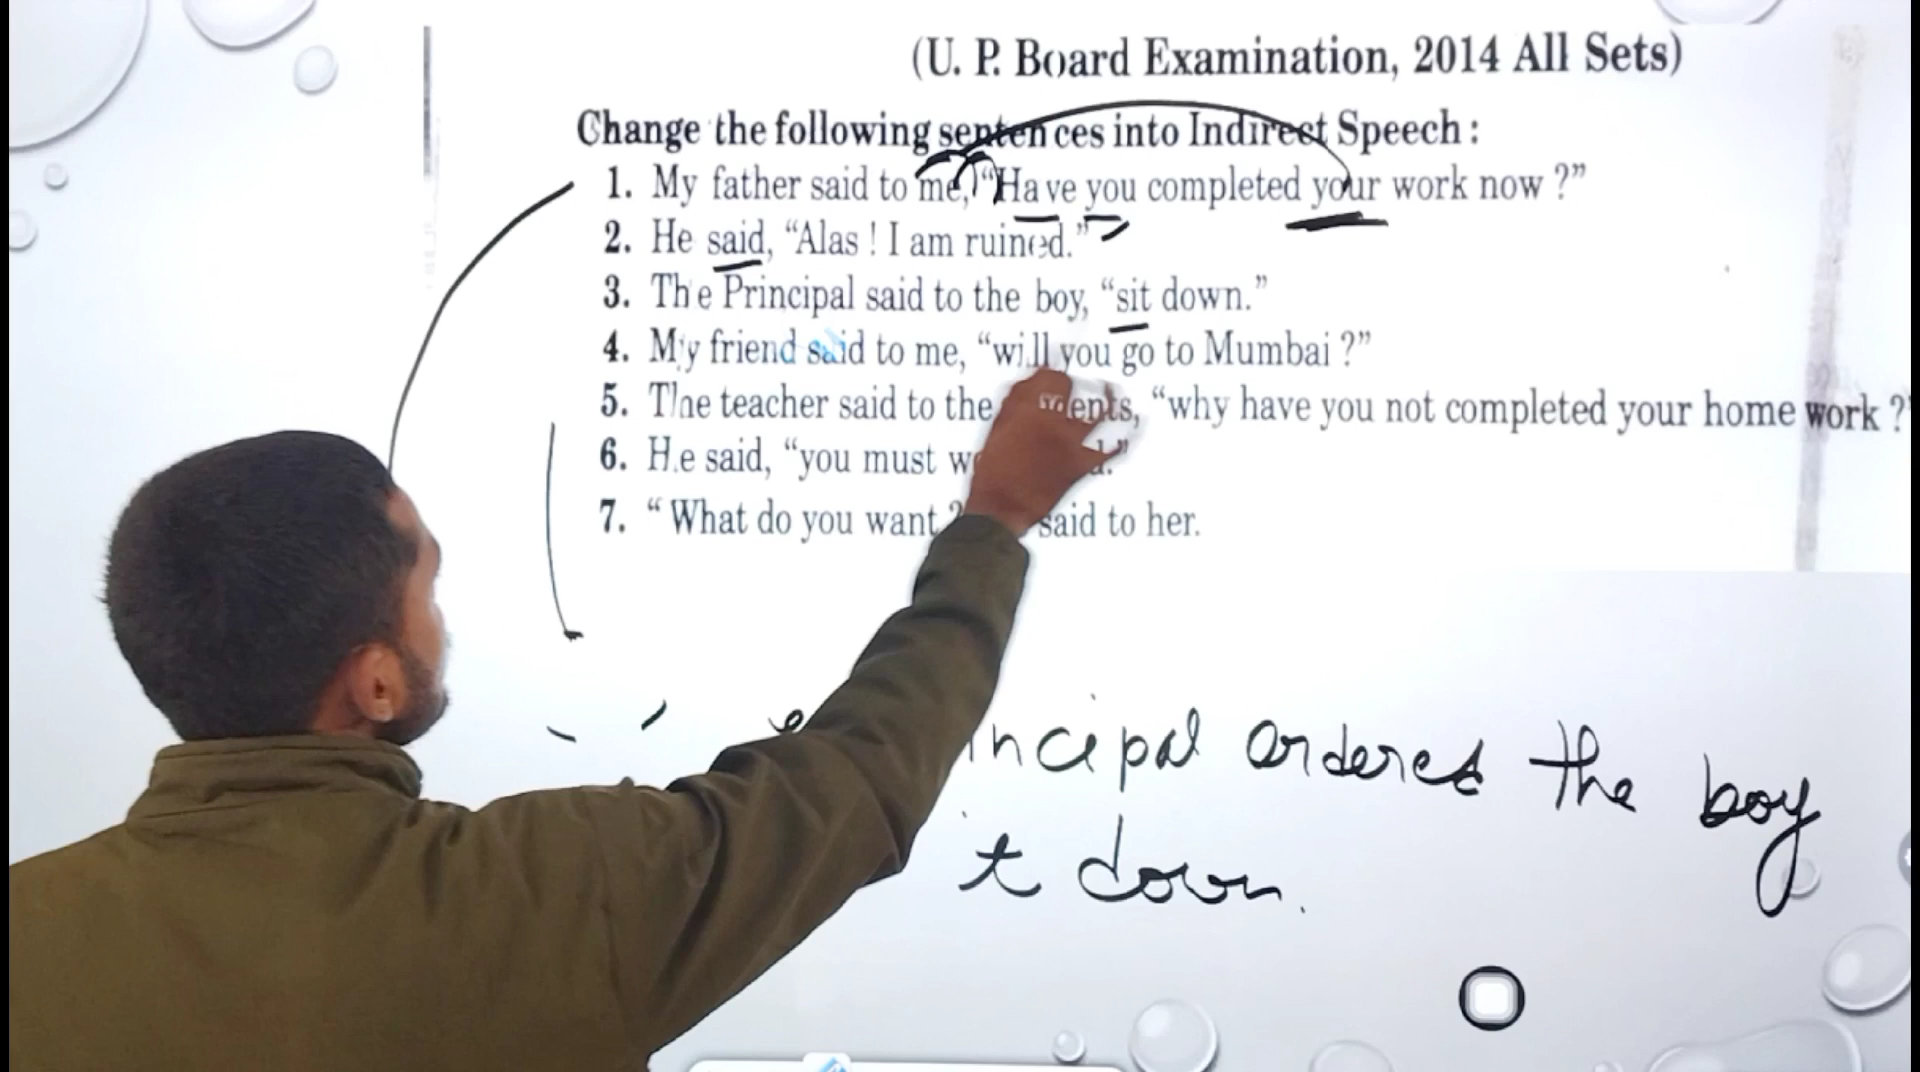 (U. P. Board Examination, 2014 All Sets)
Change the following sentences into Indirect Speech :
1. My father said to me, “Have you completed your work now ?”
2. He said, “Alas ! I am ruined.”
3. The Principal said to the boy, “sit down.”
4. My friend said to me, “will you go to Mumbai ?”
5. The teacher said to the “why have you not completed your home work ?”
6. He said, “you must
7. “ What do you want ? said to her.
ordered the boy
down.